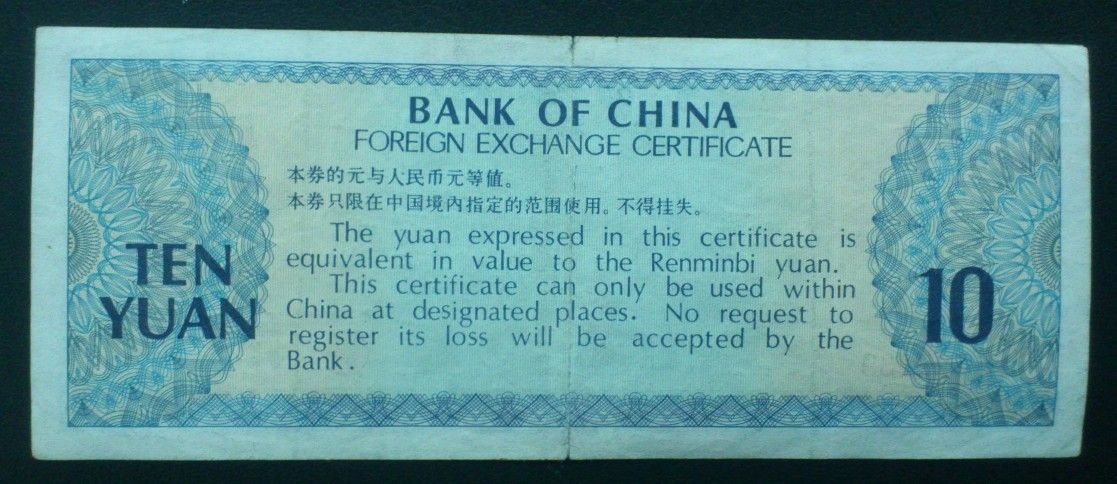 BANK OF CHINA
FOREIGN EXCHANGE CERTIFICATE
本券的元与人民币元等值。
本券只限在中国境内指定的范围使用。不得挂失。
The yuan expressed in this certificate is
equivalent in value to the Renminbi yuan.
This certificate can only be used within
China at designated places. No request to
register its loss will be accepted by the
Bank.
TEN
YUAN
10